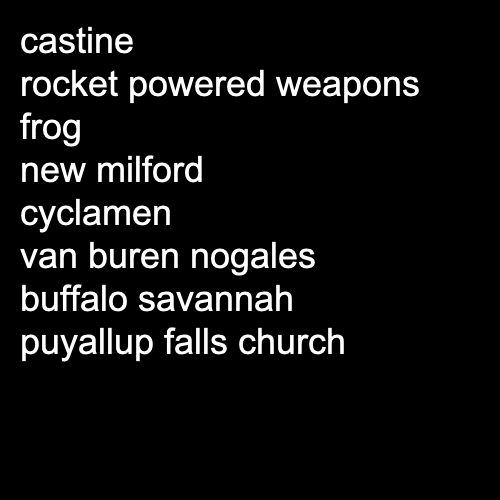 castine
rocket powered weapons
frog
new milford
cyclamen
van buren nogales
buffalo savannah
puyallup falls church